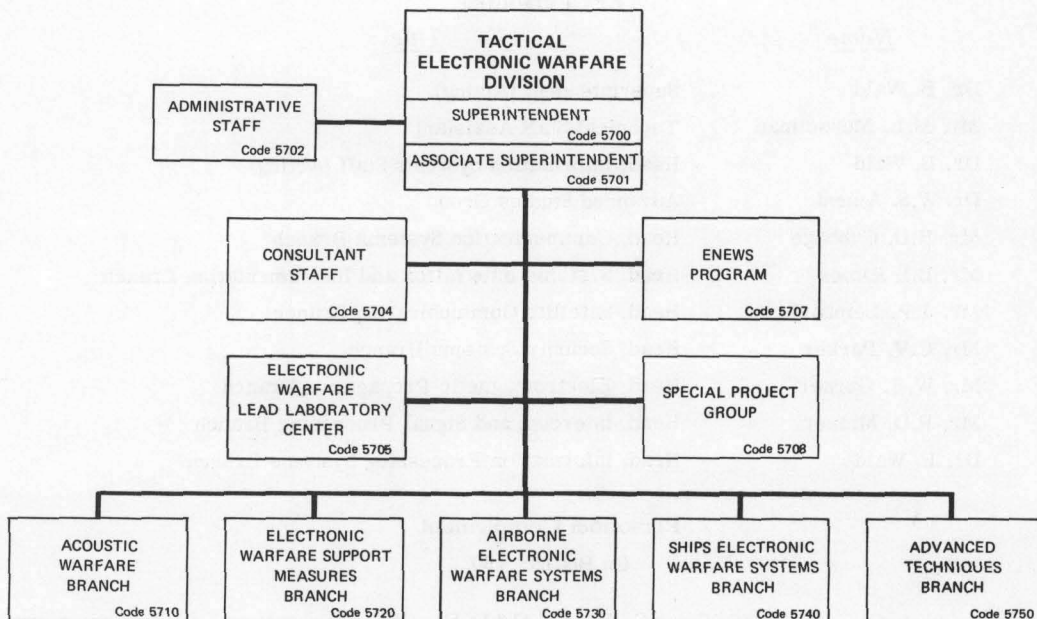 TACTICAL
ELECTRONIC WARFARE
DIVISION
SUPERINTENDENT
Code 5700
ASSOCIATE SUPERINTENDENT
Code 5701
ADMINISTRATIVE
STAFF
Code 5702
CONSULTANT
STAFF
Code 5704
ENEWS
PROGRAM
Code 5707
ELECTRONIC
WARFARE
LEAD LABORATORY
CENTER
Code 5705
SPECIAL PROJECT
GROUP
Code 5708
ACOUSTIC
WARFARE
BRANCH
Code 5710
ELECTRONIC
WARFARE SUPPORT
MEASURES
BRANCH
Code 5720
AIRBORNE
ELECTRONIC
WARFARE SYSTEMS
BRANCH
Code 5730
SHIPS ELECTRONIC
WARFARE SYSTEMS
BRANCH
Code 5740
ADVANCED
TECHNIQUES
BRANCH
Code 5750